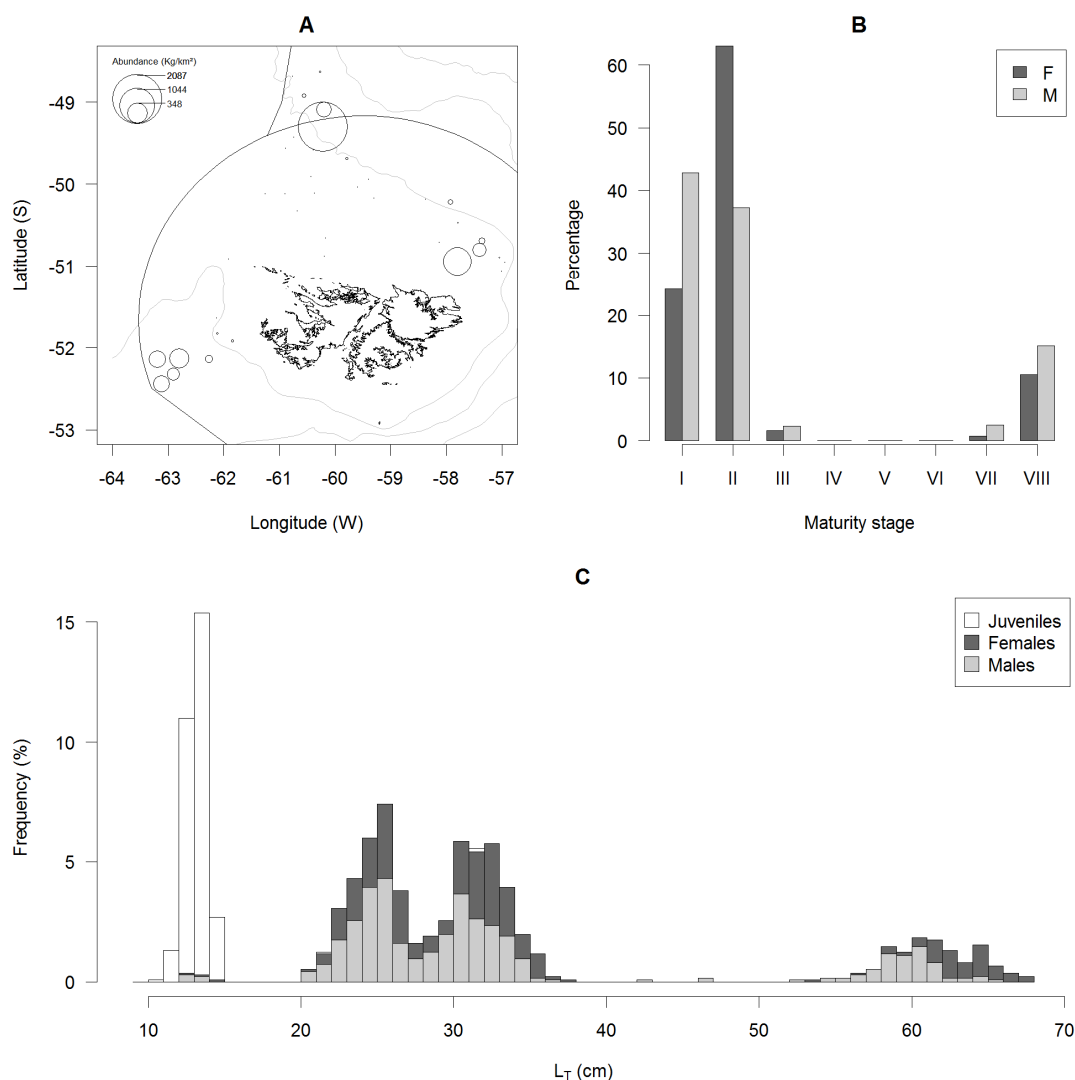 A
Abundance (Kg/km²)
2087
1044
348
-49
-50
-51
-52
-53
Latitude (S)
-64 -63 -62 -61 -60 -59 -58 -57
Longitude (W)
B
F
M
60
50
40
30
20
10
0
Percentage
I II III IV V VI VII VIII
Maturity stage
C
Juveniles
Females
Males
15
10
5
0
Frequency (%)
10 20 30 40 50 60 70
LT (cm)